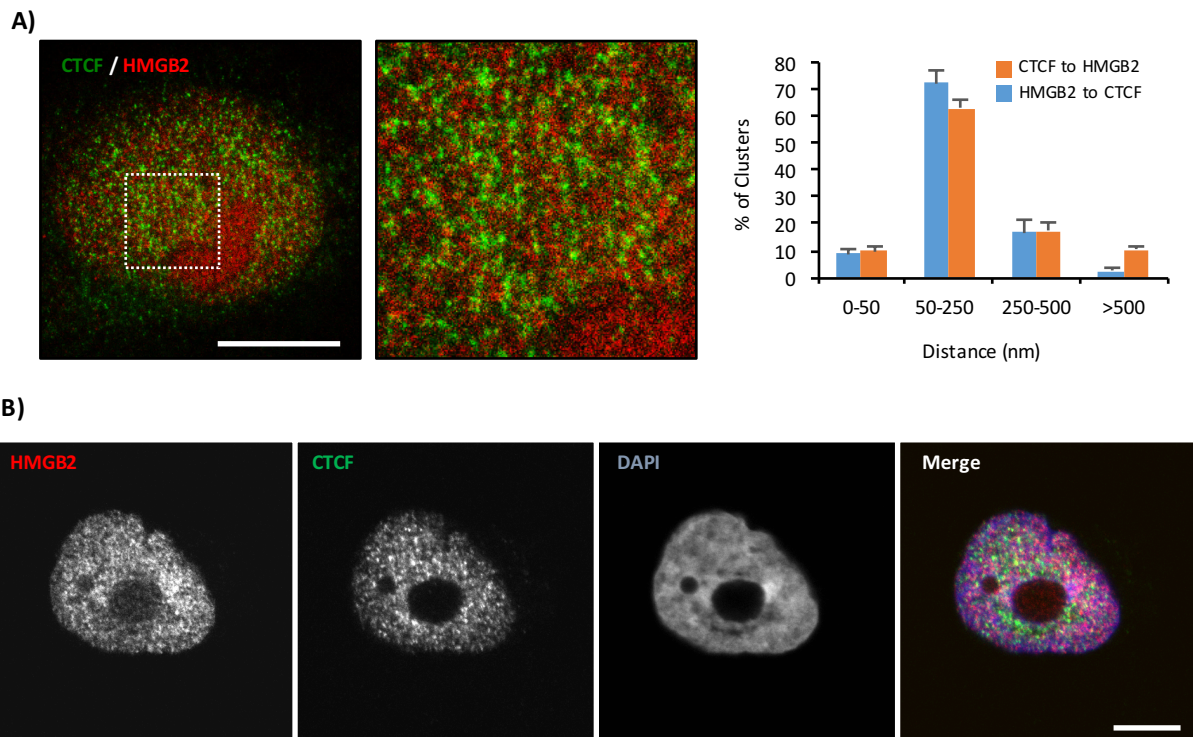 A)
CTCF / HMGB2
80
70
60
50
40
30
20
10
0
% of Clusters
CTCF to HMGB2
HMGB2 to CTCF
0-50 50-250 250-500 >500
Distance (nm)
B)
HMGB2 CTCF DAPI Merge